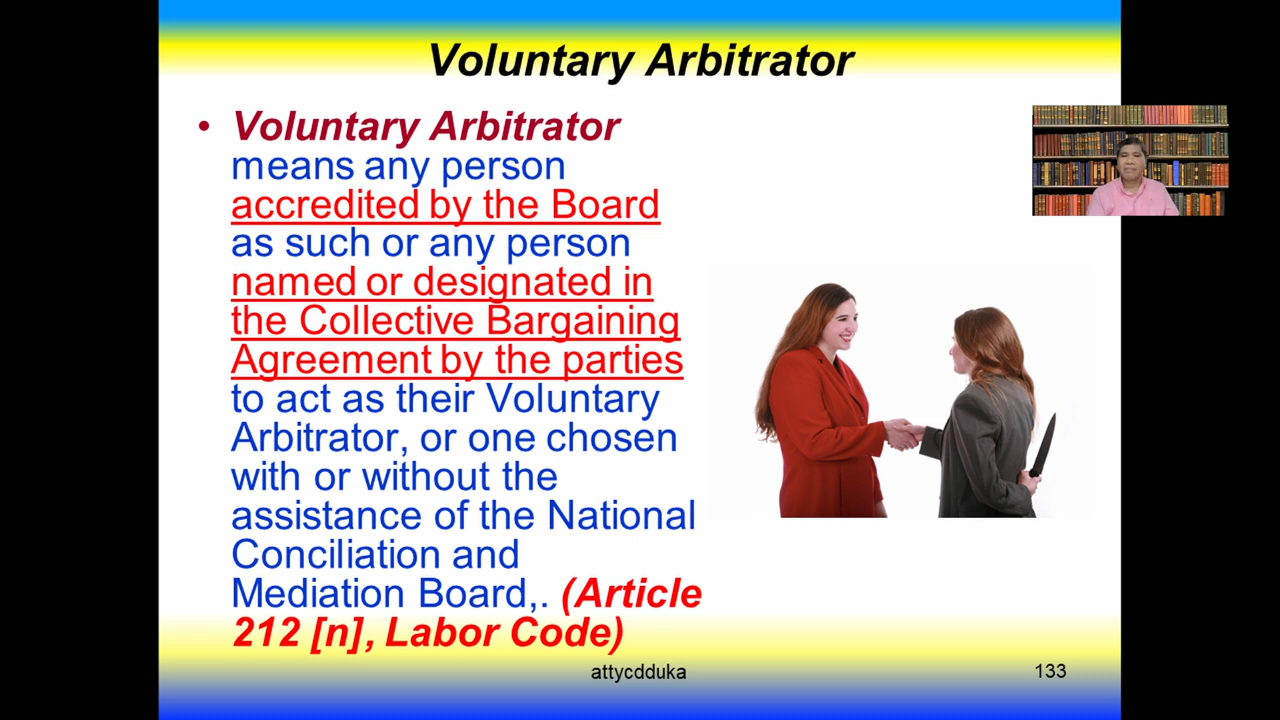 Voluntary Arbitrator
• Voluntary Arbitrator
means any person
accredited by the Board
as such or any person
named or designated in
the Collective Bargaining
Agreement by the parties
to act as their Voluntary
Arbitrator, or one chosen
with or without the
assistance of the National
Conciliation and
Mediation Board,. (Article
212 [n], Labor Code)
attycdduka
133